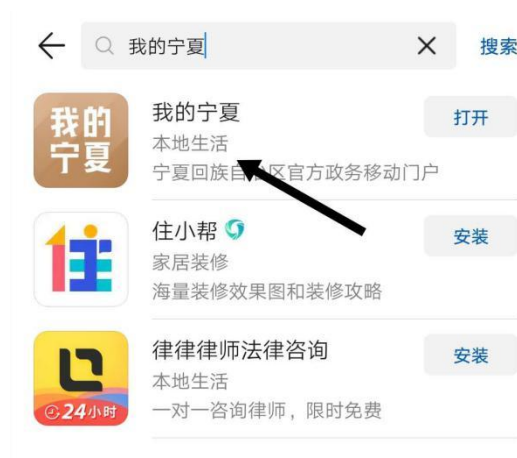 我的宁夏
搜索
我的
宁夏
我的宁夏
打开
本地生活
宁夏回族自治区官方政务移动门户
住
住小帮
安装
家居装修
海量装修效果图和装修攻略
24小时
律律律师法律咨询
安装
本地生活
一对一咨询律师，限时免费